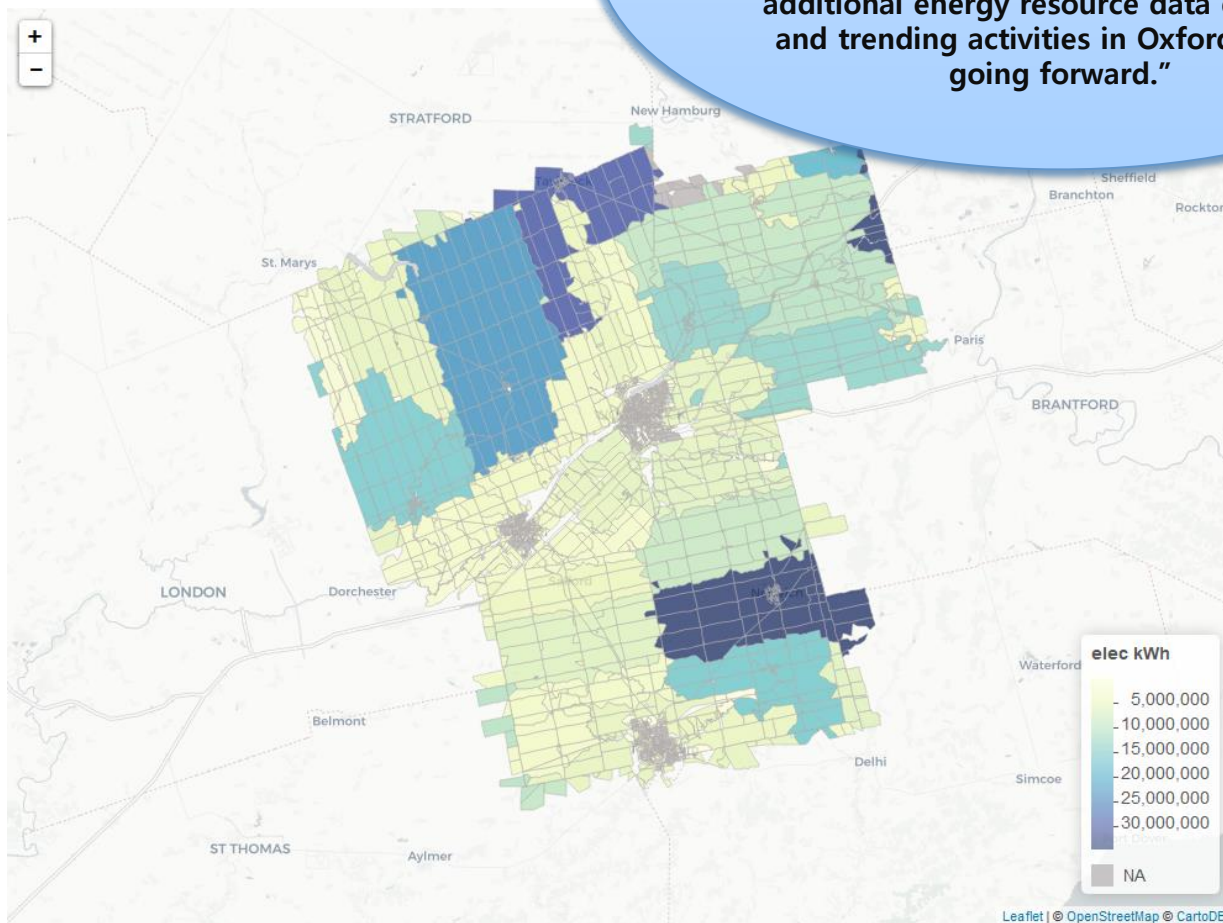 additional energy resource data
and trending activities in Oxford
going forward.”
+
−
STRATFORD
New Hamburg
Sheffield
Branchton
Rockton
St. Marys
Paris
BRANTFORD
LONDON
Dorchester
Waterford
Belmont
Delhi
Simcoe
ST THOMAS
Aylmer
elec kWh
5,000,000
10,000,000
15,000,000
20,000,000
25,000,000
30,000,000
NA
Leaflet | © OpenStreetMap © CartoDB